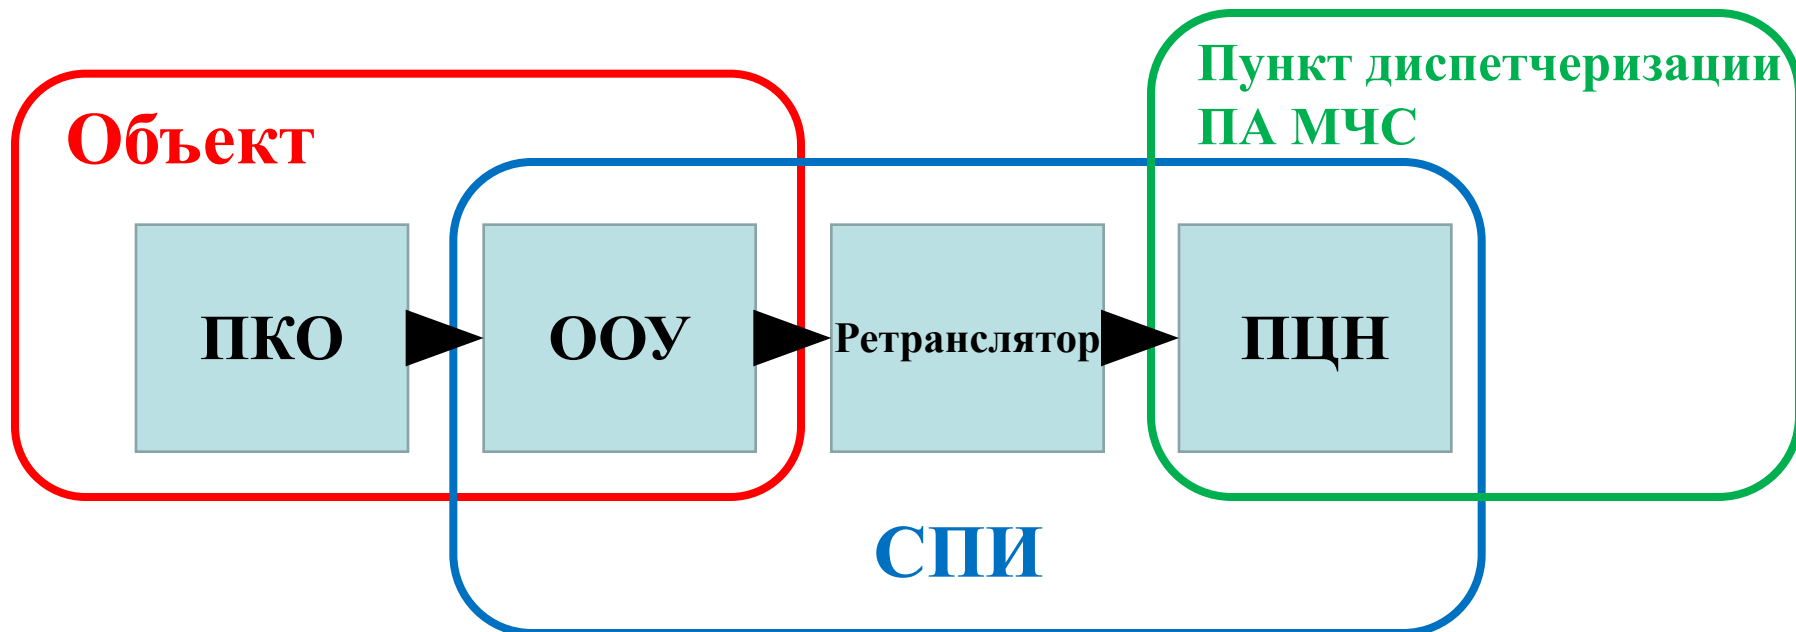 Пункт диспетчеризации
ПА МЧС
Объект
ПКО
ООУ
Ретранслятор
ПЦН
СПИ